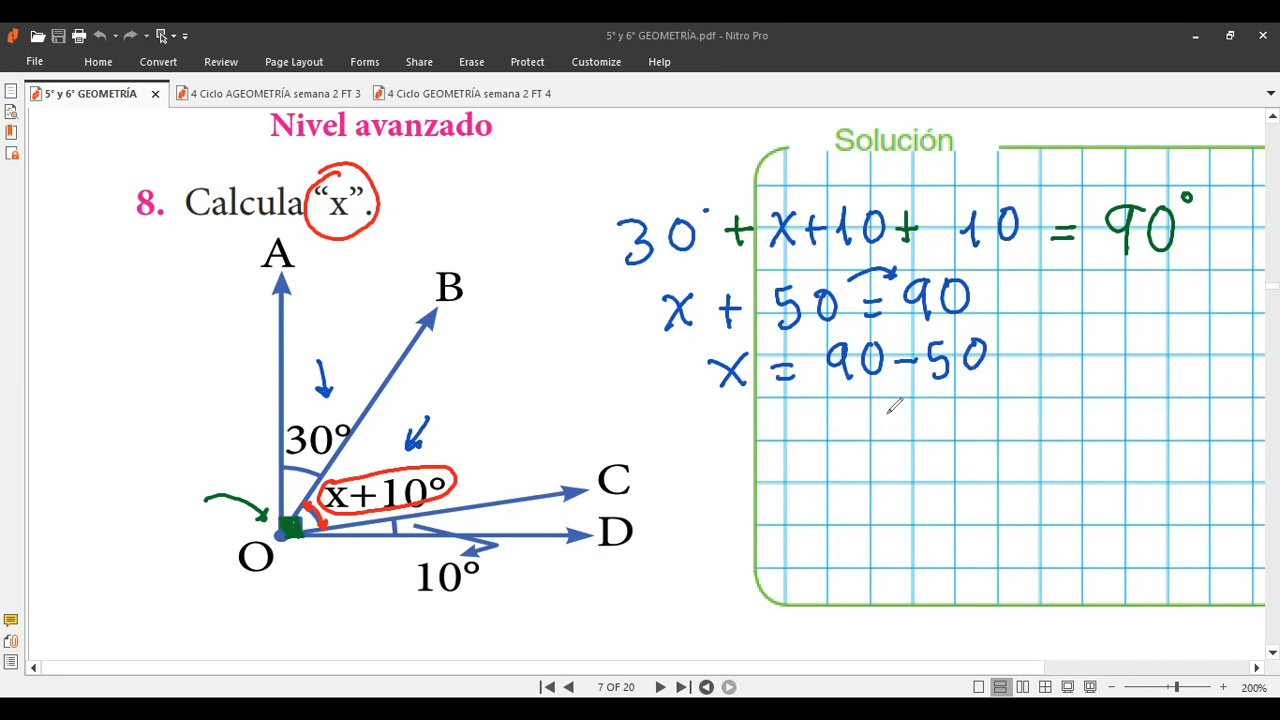 5° y 6° GEOMETRÍA.pdf - Nitro Pro
File Home Convert Review Page Layout Forms Share Erase Protect Customize Help
5° y 6° GEOMETRÍA 4 Ciclo AGEOMETRÍA semana 2 FT 3 4 Ciclo GEOMETRÍA semana 2 FT 4
Nivel avanzado
8. Calcula “x”.
A
B
30°
x+10°
C
D
O
10°
Solución
30° + x+10 + 10 = 90°
x + 50 = 90
x = 90-50
7 OF 20
200%